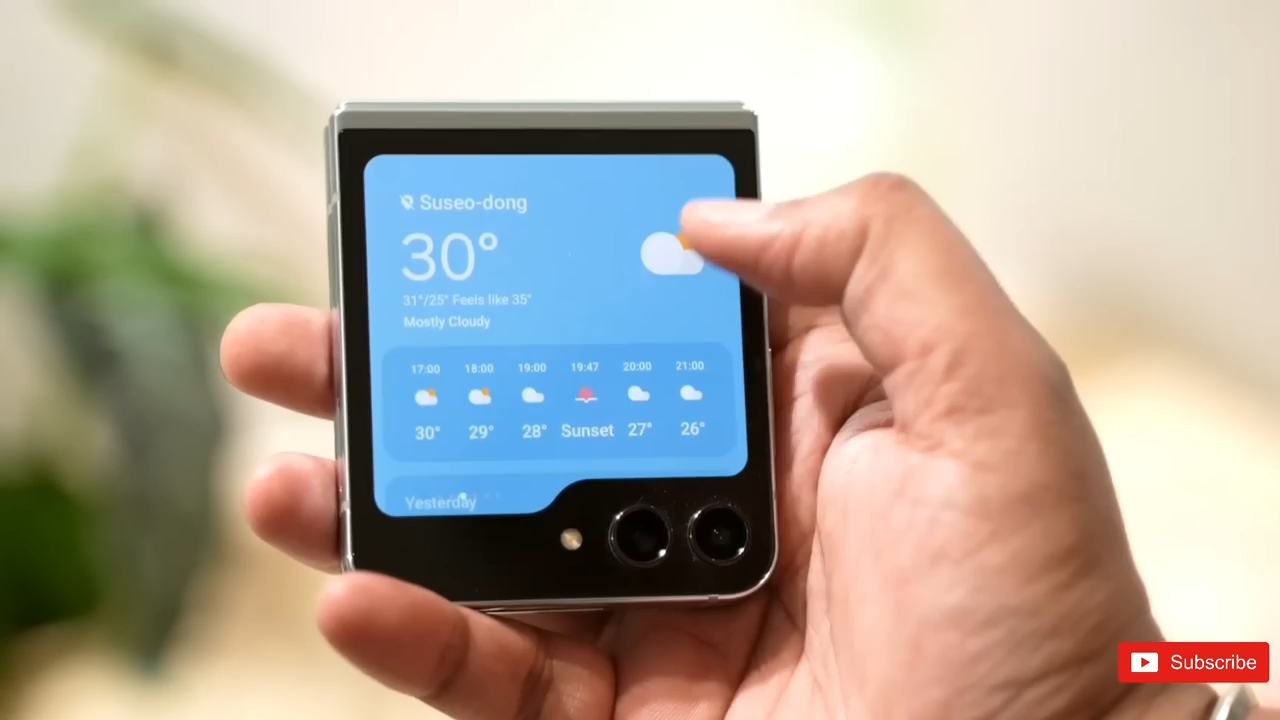 Suseo-dong
30°
31°/25° Feels like 35°
Mostly Cloudy
17:00 18:00 19:00 19:47 20:00 21:00
30° 29° 28° Sunset 27° 26°
Yesterday
Subscribe